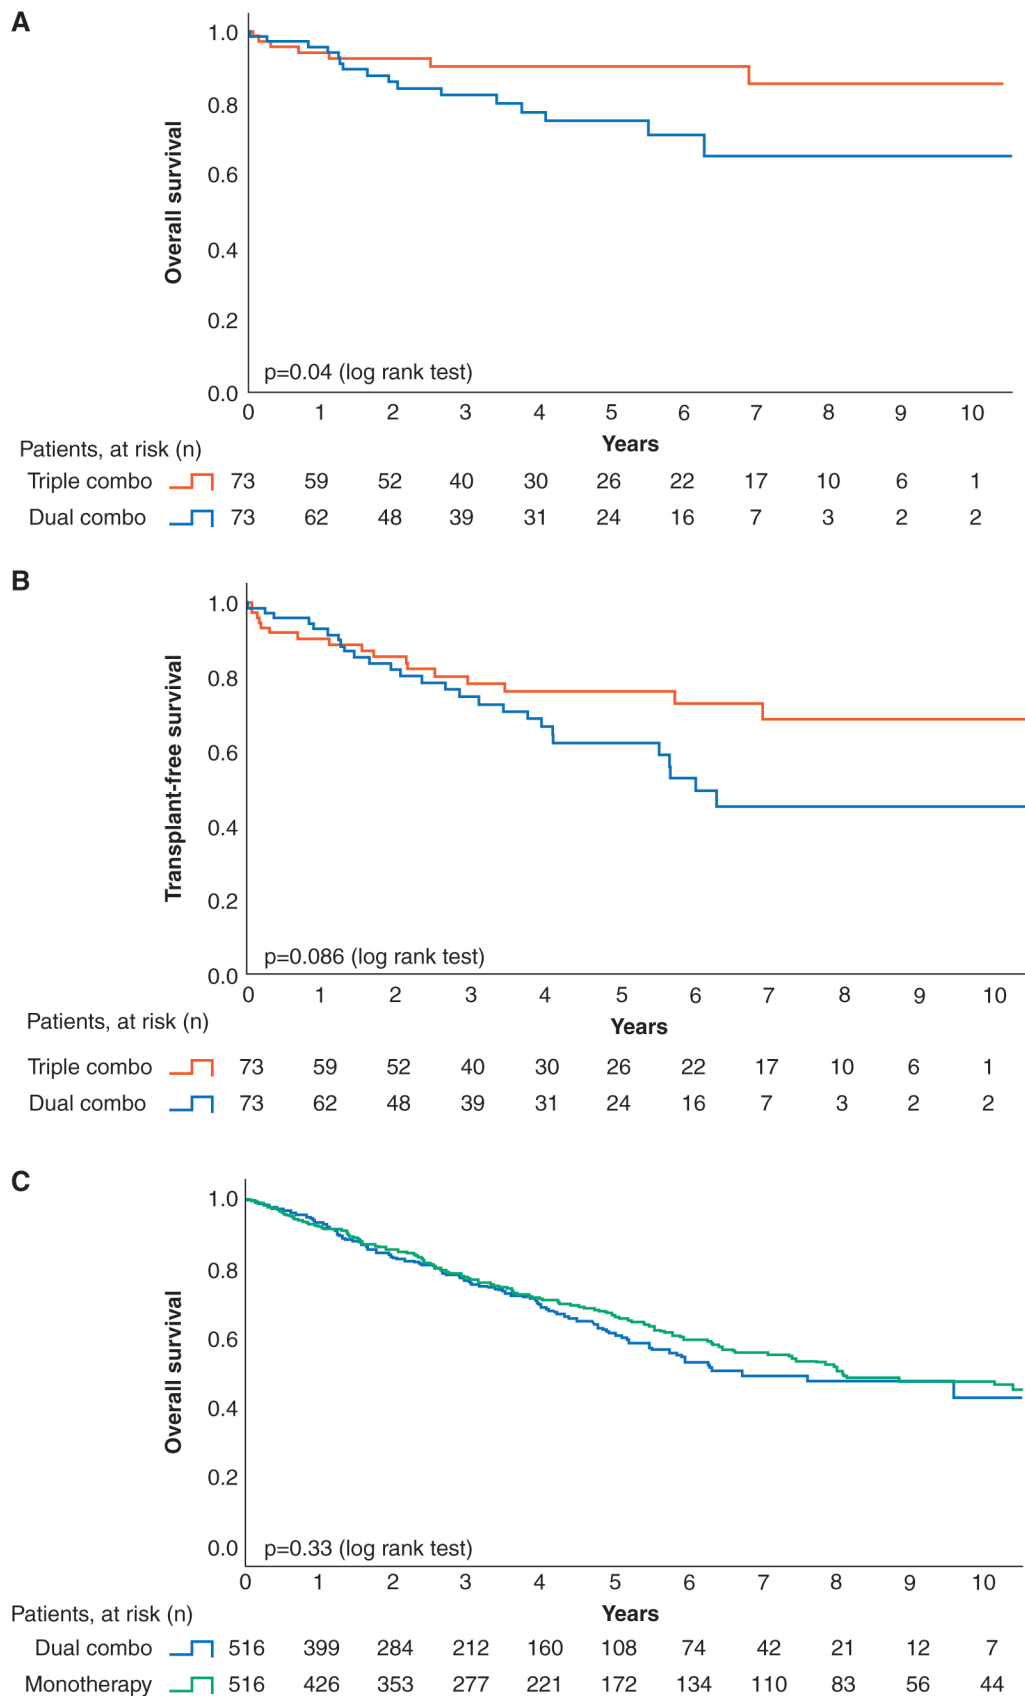 A
Overall survival
1.0
0.8
0.6
0.4
0.2
0.0
p=0.04 (log rank test)
0 1 2 3 4 5 6 7 8 9 10
Years
Patients, at risk (n)
Triple combo 73 59 52 40 30 26 22 17 10 6 1
Dual combo 73 62 48 39 31 24 16 7 3 2 2
B
Transplant-free survival
1.0
0.8
0.6
0.4
0.2
0.0
p=0.086 (log rank test)
0 1 2 3 4 5 6 7 8 9 10
Years
Patients, at risk (n)
Triple combo 73 59 52 40 30 26 22 17 10 6 1
Dual combo 73 62 48 39 31 24 16 7 3 2 2
C
Overall survival
1.0
0.8
0.6
0.4
0.2
0.0
p=0.33 (log rank test)
0 1 2 3 4 5 6 7 8 9 10
Years
Patients, at risk (n)
Dual combo 516 399 284 212 160 108 74 42 21 12 7
Monotherapy 516 426 353 277 221 172 134 110 83 56 44